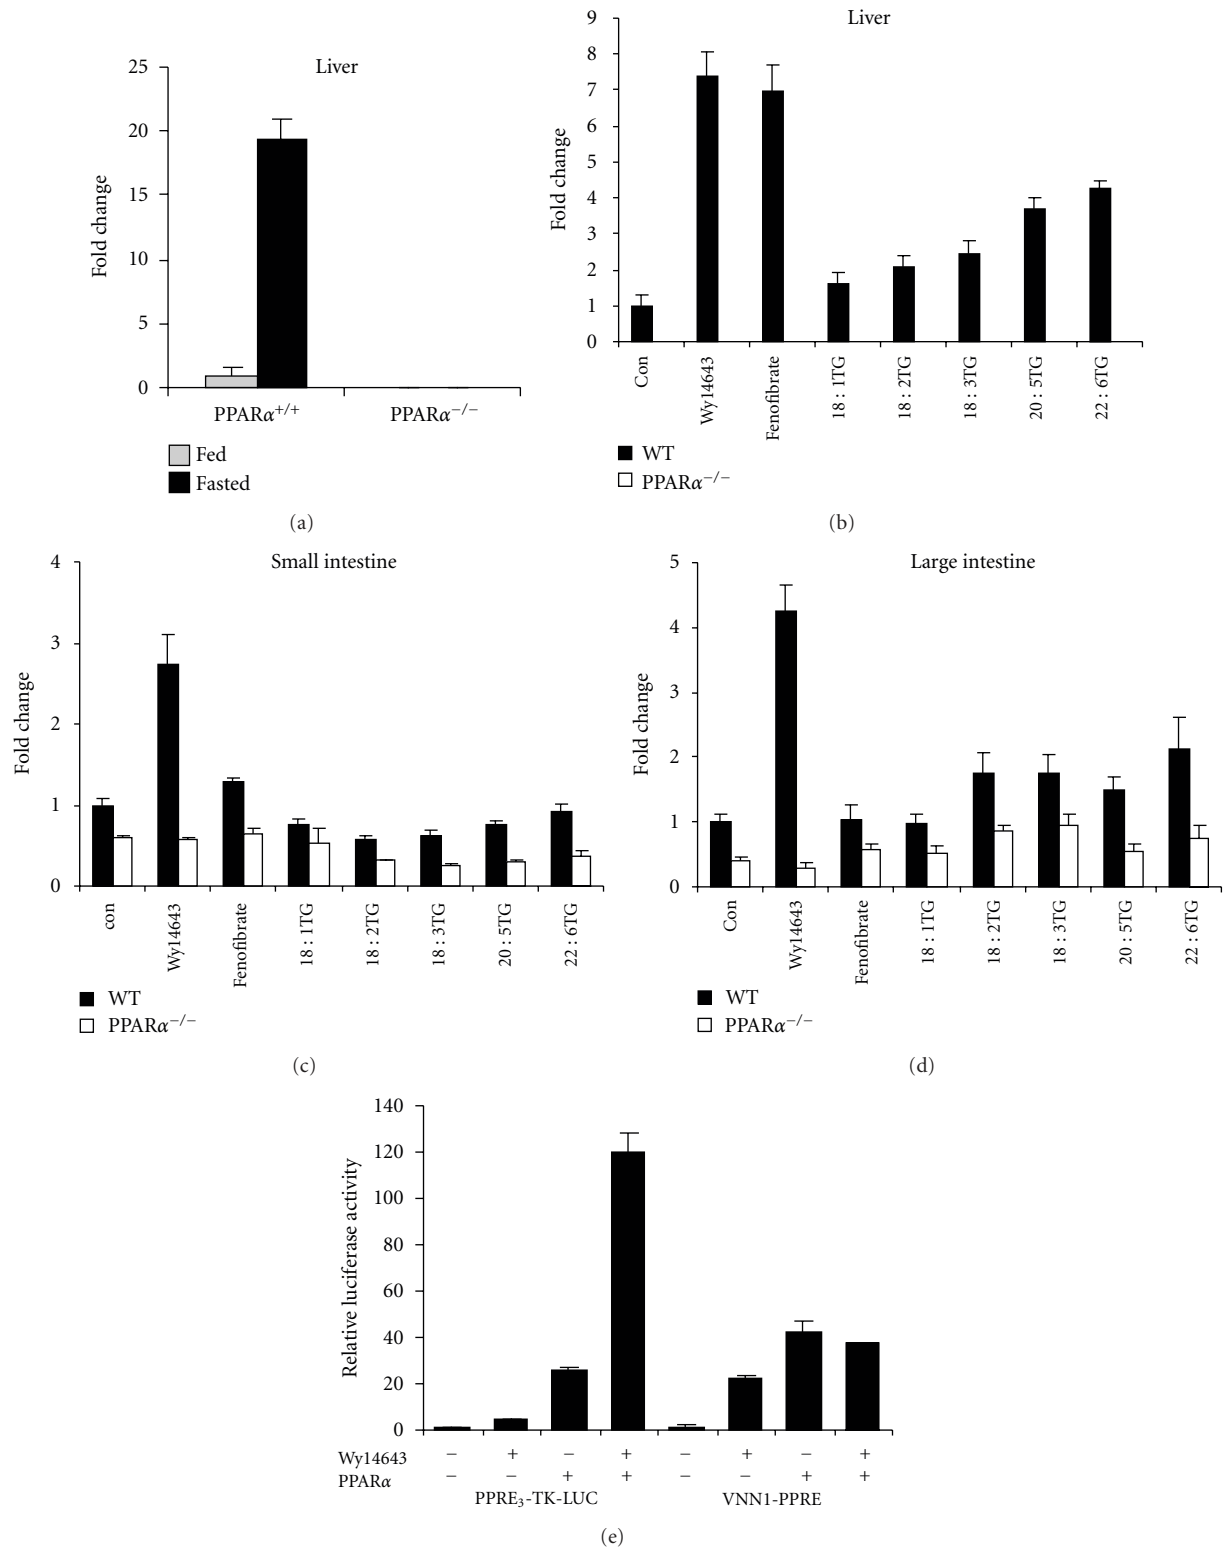 Liver
Fold change
25
20
15
10
5
0
PPARα+/+ PPARα−/−
Fed
Fasted
(a)
Liver
Fold change
9
8
7
6
5
4
3
2
1
0
Con
Wy14643
Fenofibrate
18 : 1TG
18 : 2TG
18 : 3TG
20 : 5TG
22 : 6TG
WT
PPARα−/−
(b)
Small intestine
Fold change
4
3
2
1
0
con
Wy14643
Fenofibrate
18 : 1TG
18 : 2TG
18 : 3TG
20 : 5TG
22 : 6TG
WT
PPARα−/−
(c)
Large intestine
Fold change
5
4
3
2
1
0
Con
Wy14643
Fenofibrate
18 : 1TG
18 : 2TG
18 : 3TG
20 : 5TG
22 : 6TG
WT
PPARα−/−
(d)
Relative luciferase activity
140
120
100
80
60
40
20
0
Wy14643 − + − + − + − +
PPARα − − + + − − + +
PPRE3-TK-LUC VNN1-PPRE
(e)